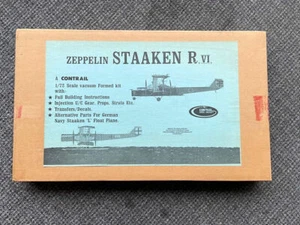 ZEPPELIN STAAKEN R.VI.
A CONTRAIL
1/72 Scale vacuum Formed kit
with:-
★ Full Building Instructions
★ Injection U/C Gear. Props. Struts Etc.
★ Transfers/Decals.
★ Alternative Parts For German
Navy Staaken 'L' Float Plane.